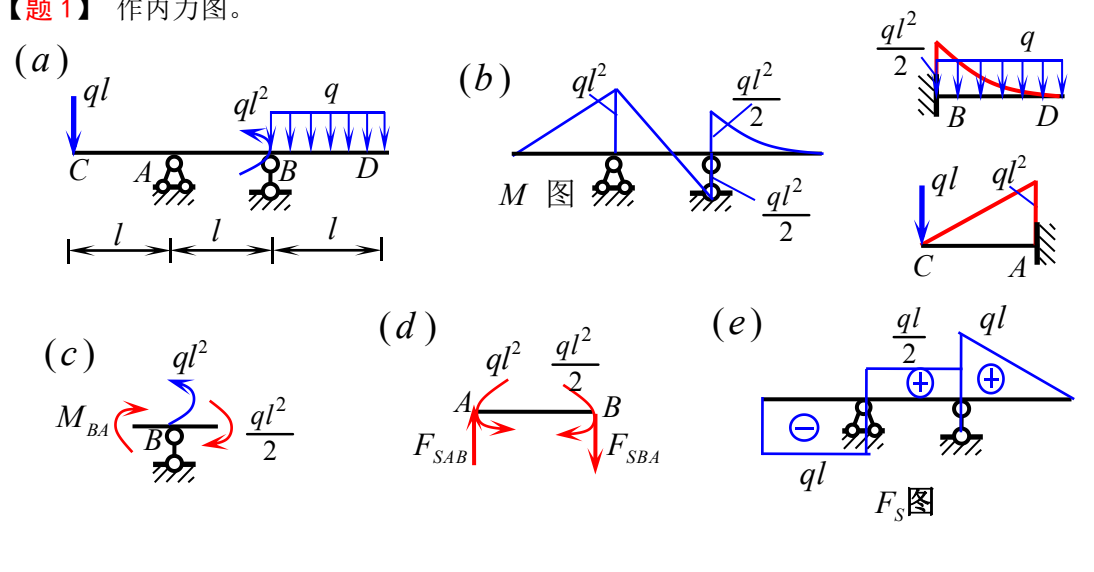 【题 1】 作内力图。
(a)
ql
ql²
q
C
A
B
D
l
l
l
(b)
ql²
ql²/2
ql²/2
M 图
ql²/2
q
B
D
ql
ql²
C
A
(c)
ql²
M_BA
B
ql²/2
(d)
ql²
ql²/2
A
B
F_SAB
F_SBA
(e)
ql/2
ql
+
+
−
ql
F_S图